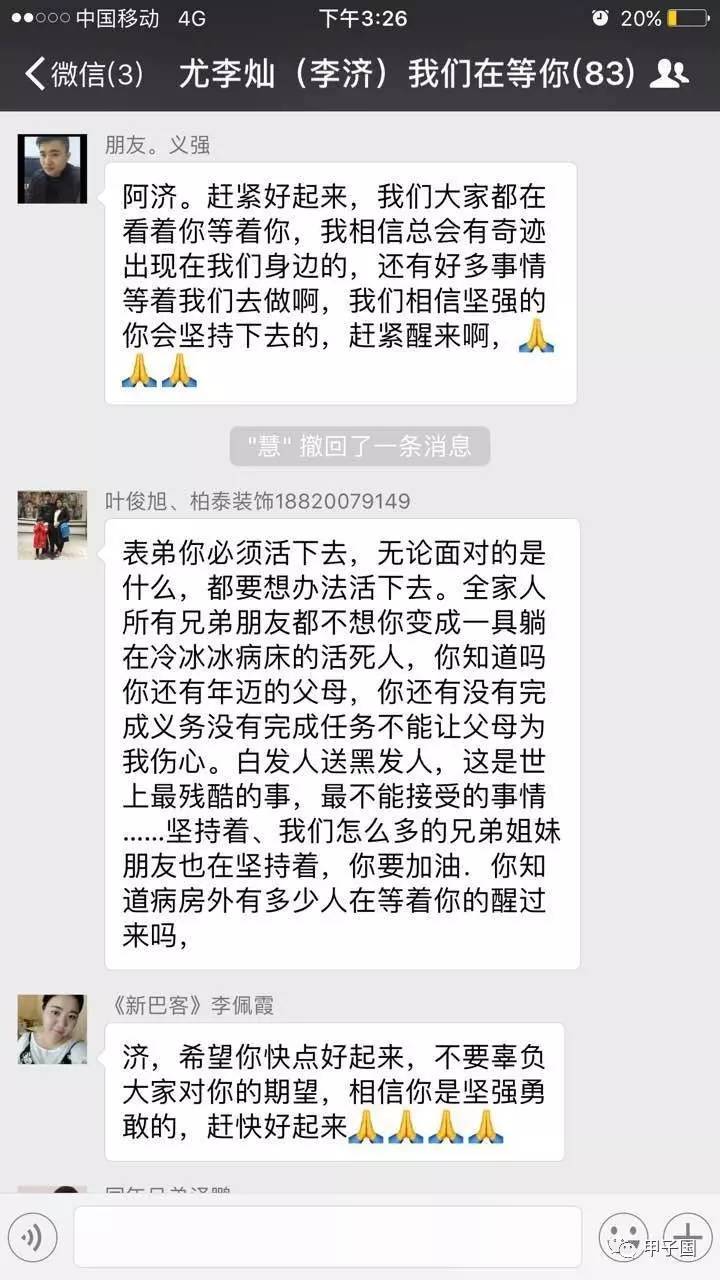 中国移动 4G 下午3:26 20%
微信(3) 尤李灿（李济）我们在等你(83)
朋友。义强
阿济。赶紧好起来，我们大家都在
看着你等着你，我相信总会有奇迹
出现在我们身边的，还有好多事情
等着我们去做啊，我们相信坚强的
你会坚持下去的，赶紧醒来啊，🙏
🙏🙏
"慧" 撤回了一条消息
叶俊旭、柏泰装饰18820079149
表弟你必须活下去，无论面对的是
什么，都要想办法活下去。全家人
所有兄弟朋友都不想你变成一具躺
在冷冰冰病床的活死人，你知道吗
你还有年迈的父母，你还有没有完
成义务没有完成任务不能让父母为
我伤心。白发人送黑发人，这是世
上最残酷的事，最不能接受的事情
......坚持着、我们怎么多的兄弟姐妹
朋友也在坚持着，你要加油．你知
道病房外有多少人在等着你的醒过
来吗，
《新巴客》李佩霞
济，希望你快点好起来，不要辜负
大家对你的期望，相信你是坚强勇
敢的，赶快好起来🙏🙏🙏🙏
甲子国